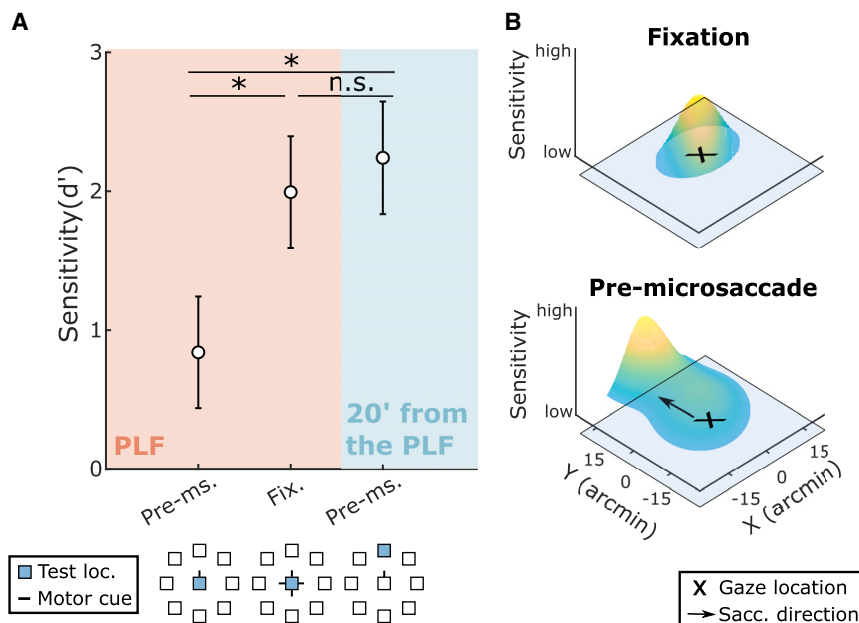 A
3
2
1
0
Sensitivity(d')
*
*
n.s.
PLF
20' from
the PLF
Pre-ms.
Fix.
Pre-ms.
Test loc.
Motor cue
B
Fixation
high
low
Sensitivity
Pre-microsaccade
high
low
Sensitivity
15
0
-15
Y (arcmin)
15
0
-15
X (arcmin)
X Gaze location
Sacc. direction